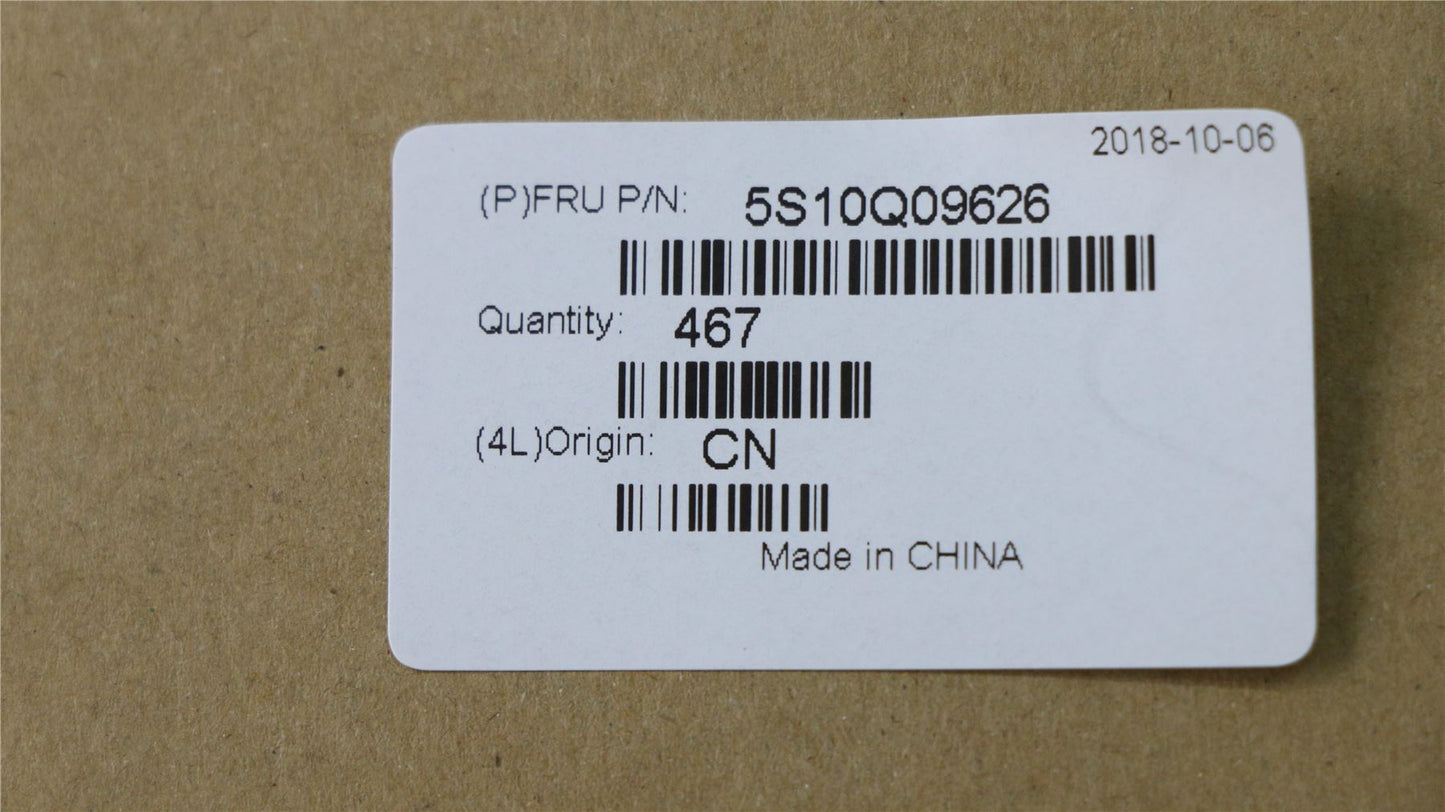 2018-10-06
(P)FRU P/N: 5S10Q09626
Quantity: 467
(4L)Origin: CN
Made in CHINA